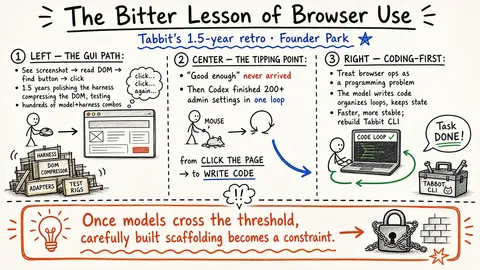 The Bitter Lesson of Browser Use
Tabbit's 1.5-year retro · Founder Park
1 LEFT — THE GUI PATH:
• See screenshot → read DOM →
find button → click
• 1.5 years polishing the harness
compressing the DOM, testing
• hundreds of model+harness combos
click...
click...
again...
HARNESS
DOM
COMPRESSOR
ADAPTERS
TEST
RIGS
2 CENTER — THE TIPPING POINT:
• "Good enough" never arrived
• Then Codex finished 200+
admin settings in one loop
MOUSE
from CLICK THE PAGE
→ to WRITE CODE
3 RIGHT — CODING-FIRST:
• Treat browser ops as
a programming problem
• The model writes code
organizes loops, keeps state
• Faster, more stable;
rebuild Tabbit CLI
CODE LOOP ✓
Task
DONE!
TABBOT
CLI
Once models cross the threshold,
carefully built scaffolding becomes a constraint.